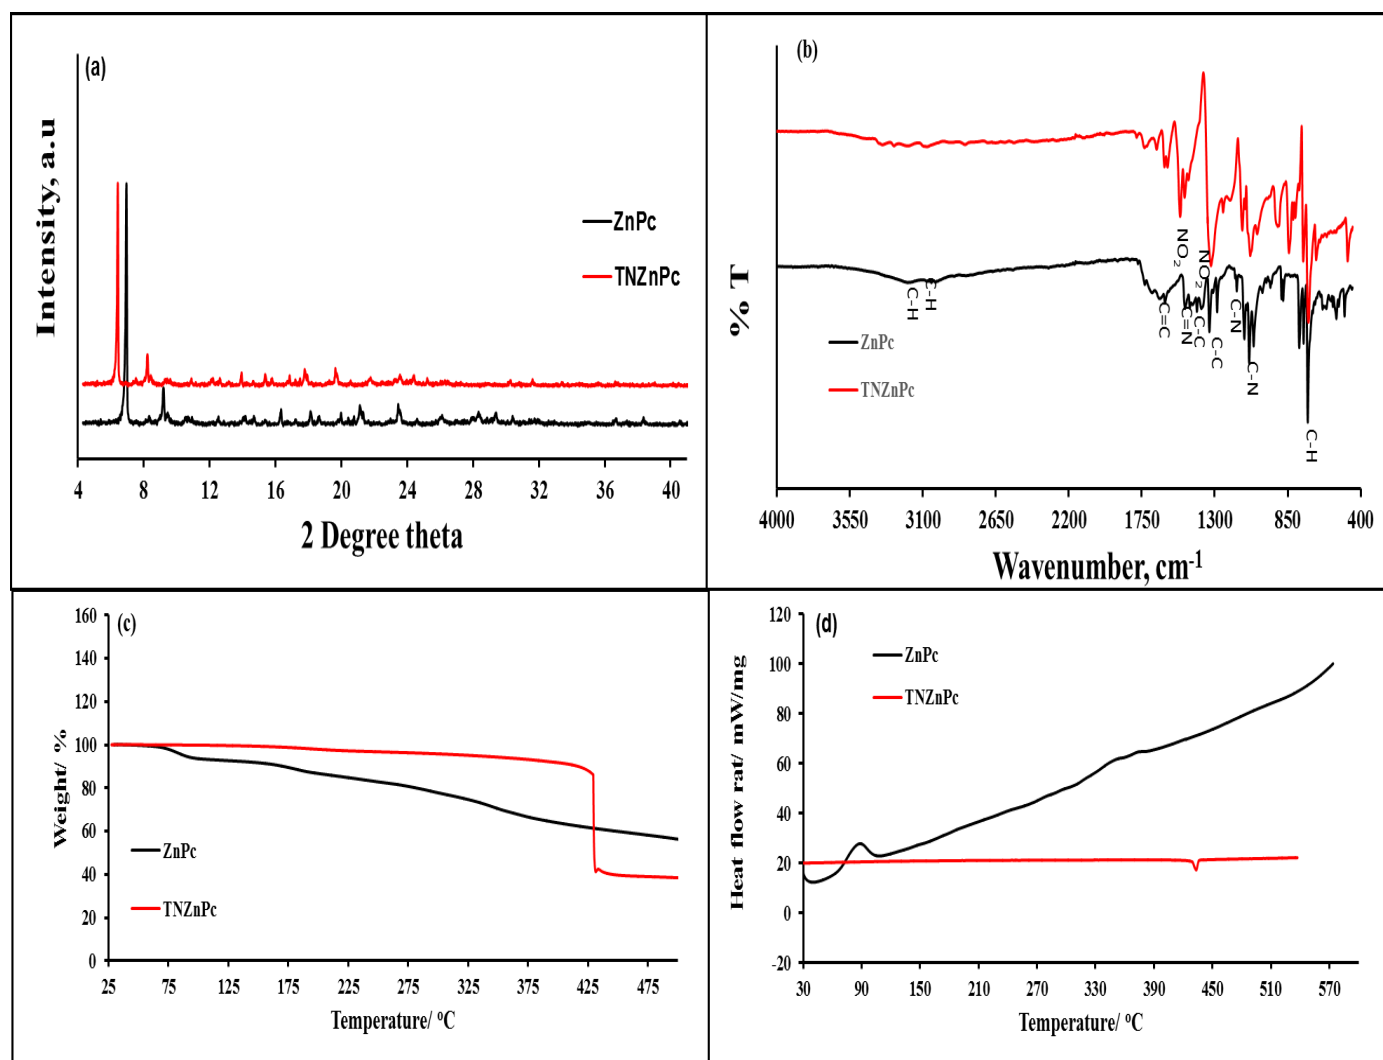 (a)
Intensity, a.u
ZnPc
TNZnPc
4 8 12 16 20 24 28 32 36 40
2 Degree theta
(b)
% T
NO2
NO2
C-H
C-H
C=C
C=N
C-C
C-C
C-N
C-N
C-H
ZnPc
TNZnPc
4000 3550 3100 2650 2200 1750 1300 850 400
Wavenumber, cm-1
(c)
160
140
120
100
80
60
40
20
0
Weight/ %
ZnPc
TNZnPc
25 75 125 175 225 275 325 375 425 475
Temperature/ °C
(d)
120
100
80
60
40
20
0
-20
Heat flow rat/ mW/mg
ZnPc
TNZnPc
30 90 150 210 270 330 390 450 510 570
Temperature/ °C